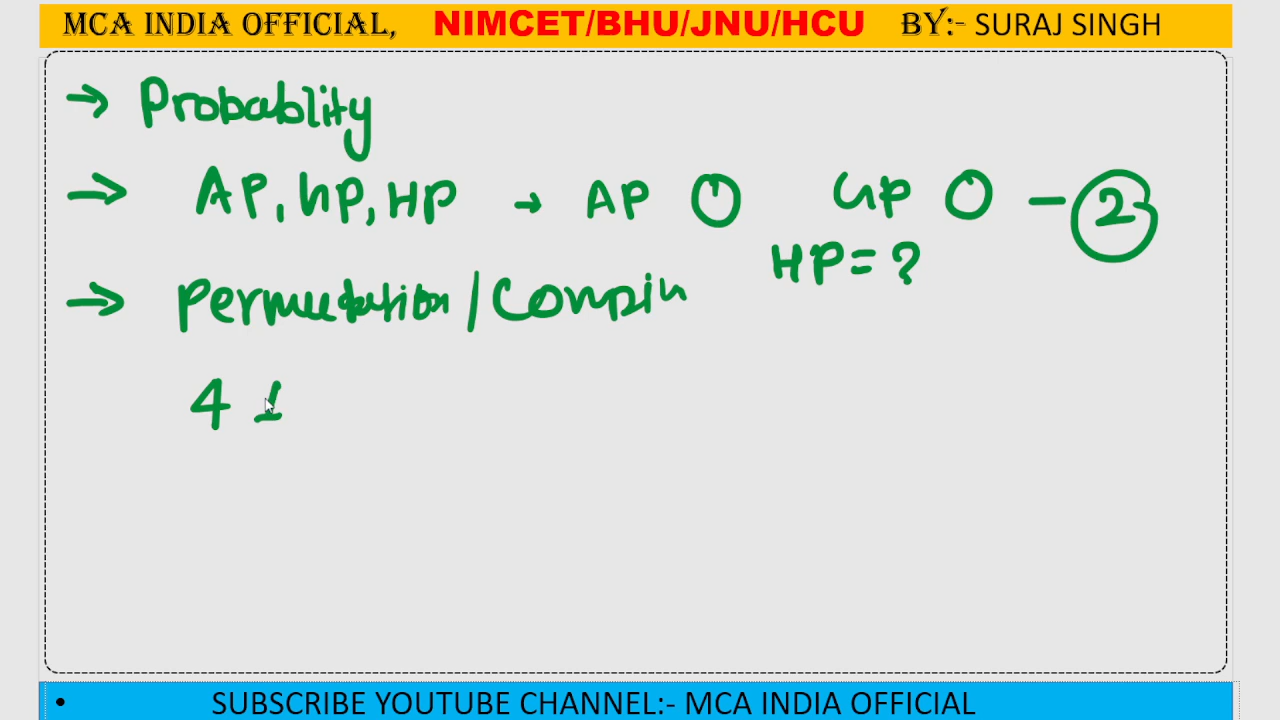 MCA INDIA OFFICIAL, NIMCET/BHU/JNU/HCU BY:- SURAJ SINGH
→ Probablity
→ AP, GP, HP → AP GP - 2
HP = ?
→ Permutation / Combin
4 1
• SUBSCRIBE YOUTUBE CHANNEL:- MCA INDIA OFFICIAL